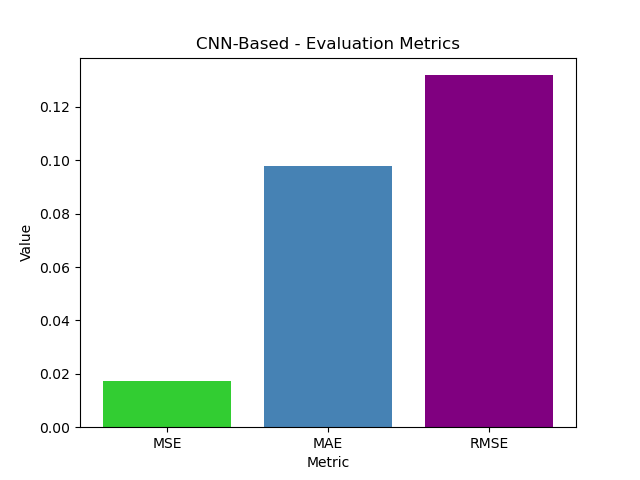 CNN-Based - Evaluation Metrics
0.12
0.10
0.08
0.06
0.04
0.02
0.00
Value
MSE MAE RMSE
Metric